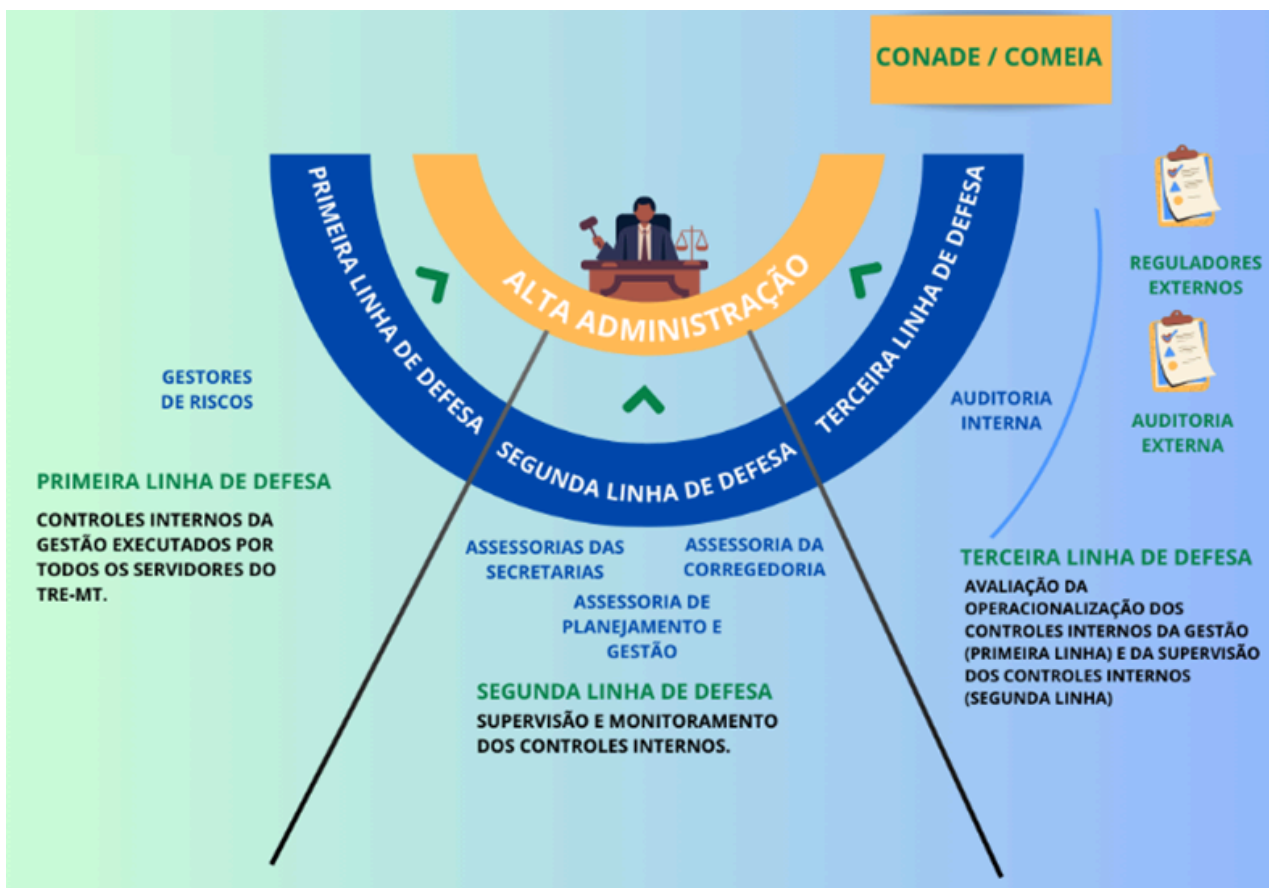 CONADE / COMEIA
PRIMEIRA LINHA DE DEFESA
ALTA ADMINISTRAÇÃO
SEGUNDA LINHA DE DEFESA
TERCEIRA LINHA DE DEFESA
GESTORES
DE RISCOS
PRIMEIRA LINHA DE DEFESA
CONTROLES INTERNOS DA
GESTÃO EXECUTADOS POR
TODOS OS SERVIDORES DO
TRE-MT.
ASSESSORIAS DAS
SECRETARIAS
ASSESSORIA DA
CORREGEDORIA
ASSESSORIA DE
PLANEJAMENTO E
GESTÃO
SEGUNDA LINHA DE DEFESA
SUPERVISÃO E MONITORAMENTO
DOS CONTROLES INTERNOS.
AUDITORIA
INTERNA
REGULADORES
EXTERNOS
AUDITORIA
EXTERNA
TERCEIRA LINHA DE DEFESA
AVALIAÇÃO DA
OPERACIONALIZAÇÃO DOS
CONTROLES INTERNOS DA GESTÃO
(PRIMEIRA LINHA) E DA SUPERVISÃO
DOS CONTROLES INTERNOS
(SEGUNDA LINHA)